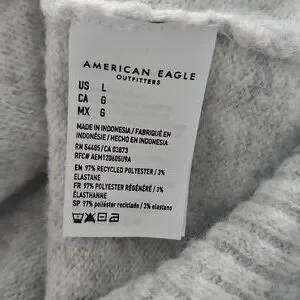 AMERICAN EAGLE
OUTFITTERS
US L
CA G
MX G
MADE IN INDONESIA / FABRIQUÉ EN
INDONÉSIE / HECHO EN INDONESIA
RN 54485/CA 03873
RFC# AEM12060509A
EN 97% RECYCLED POLYESTER / 3%
ELASTANE
FR 97% POLYESTER RÉGÉNÉRÉ / 3%
ÉLASTHANNE
SP 97% poliéster reciclado / 3% elastano